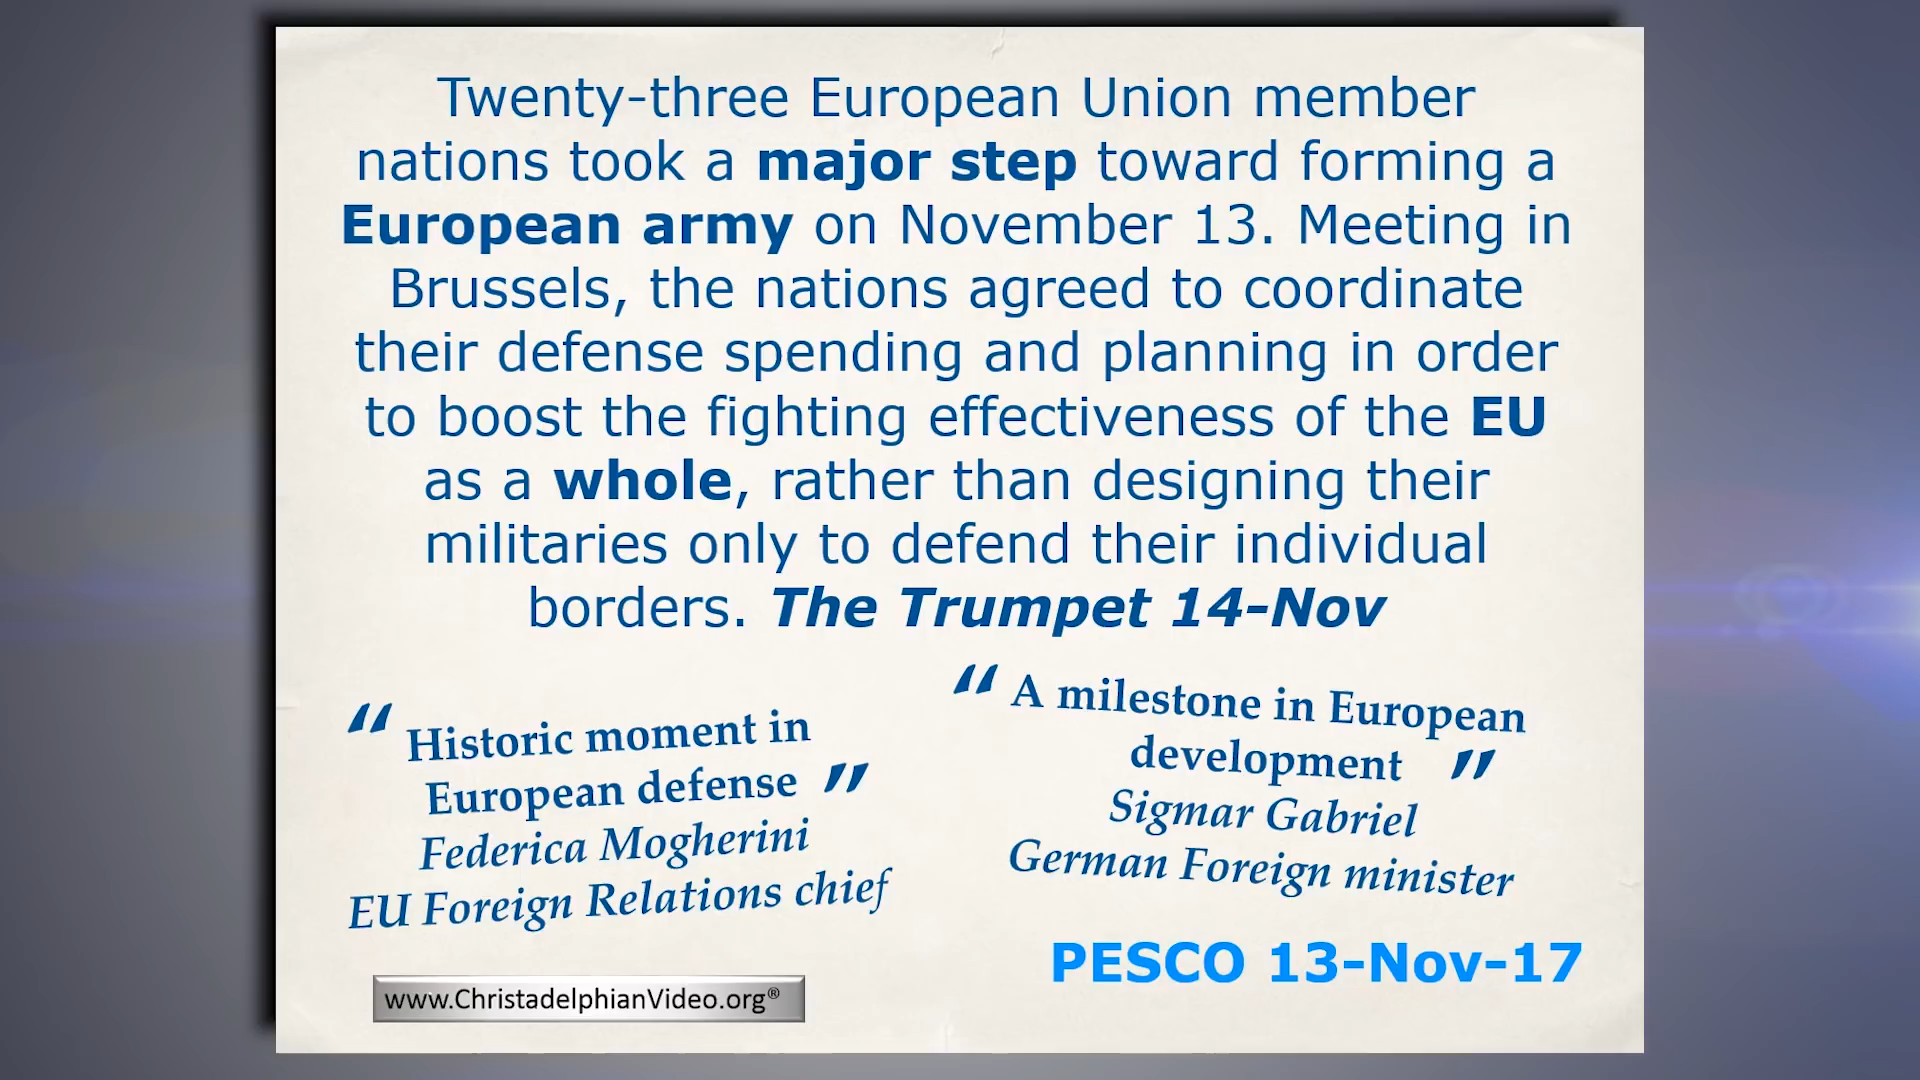 Twenty-three European Union member
nations took a major step toward forming a
European army on November 13. Meeting in
Brussels, the nations agreed to coordinate
their defense spending and planning in order
to boost the fighting effectiveness of the EU
as a whole, rather than designing their
militaries only to defend their individual
borders. The Trumpet 14-Nov
“ Historic moment in
European defense ”
Federica Mogherini
EU Foreign Relations chief
“ A milestone in European
development ”
Sigmar Gabriel
German Foreign minister
PESCO 13-Nov-17
www.ChristadelphianVideo.org®